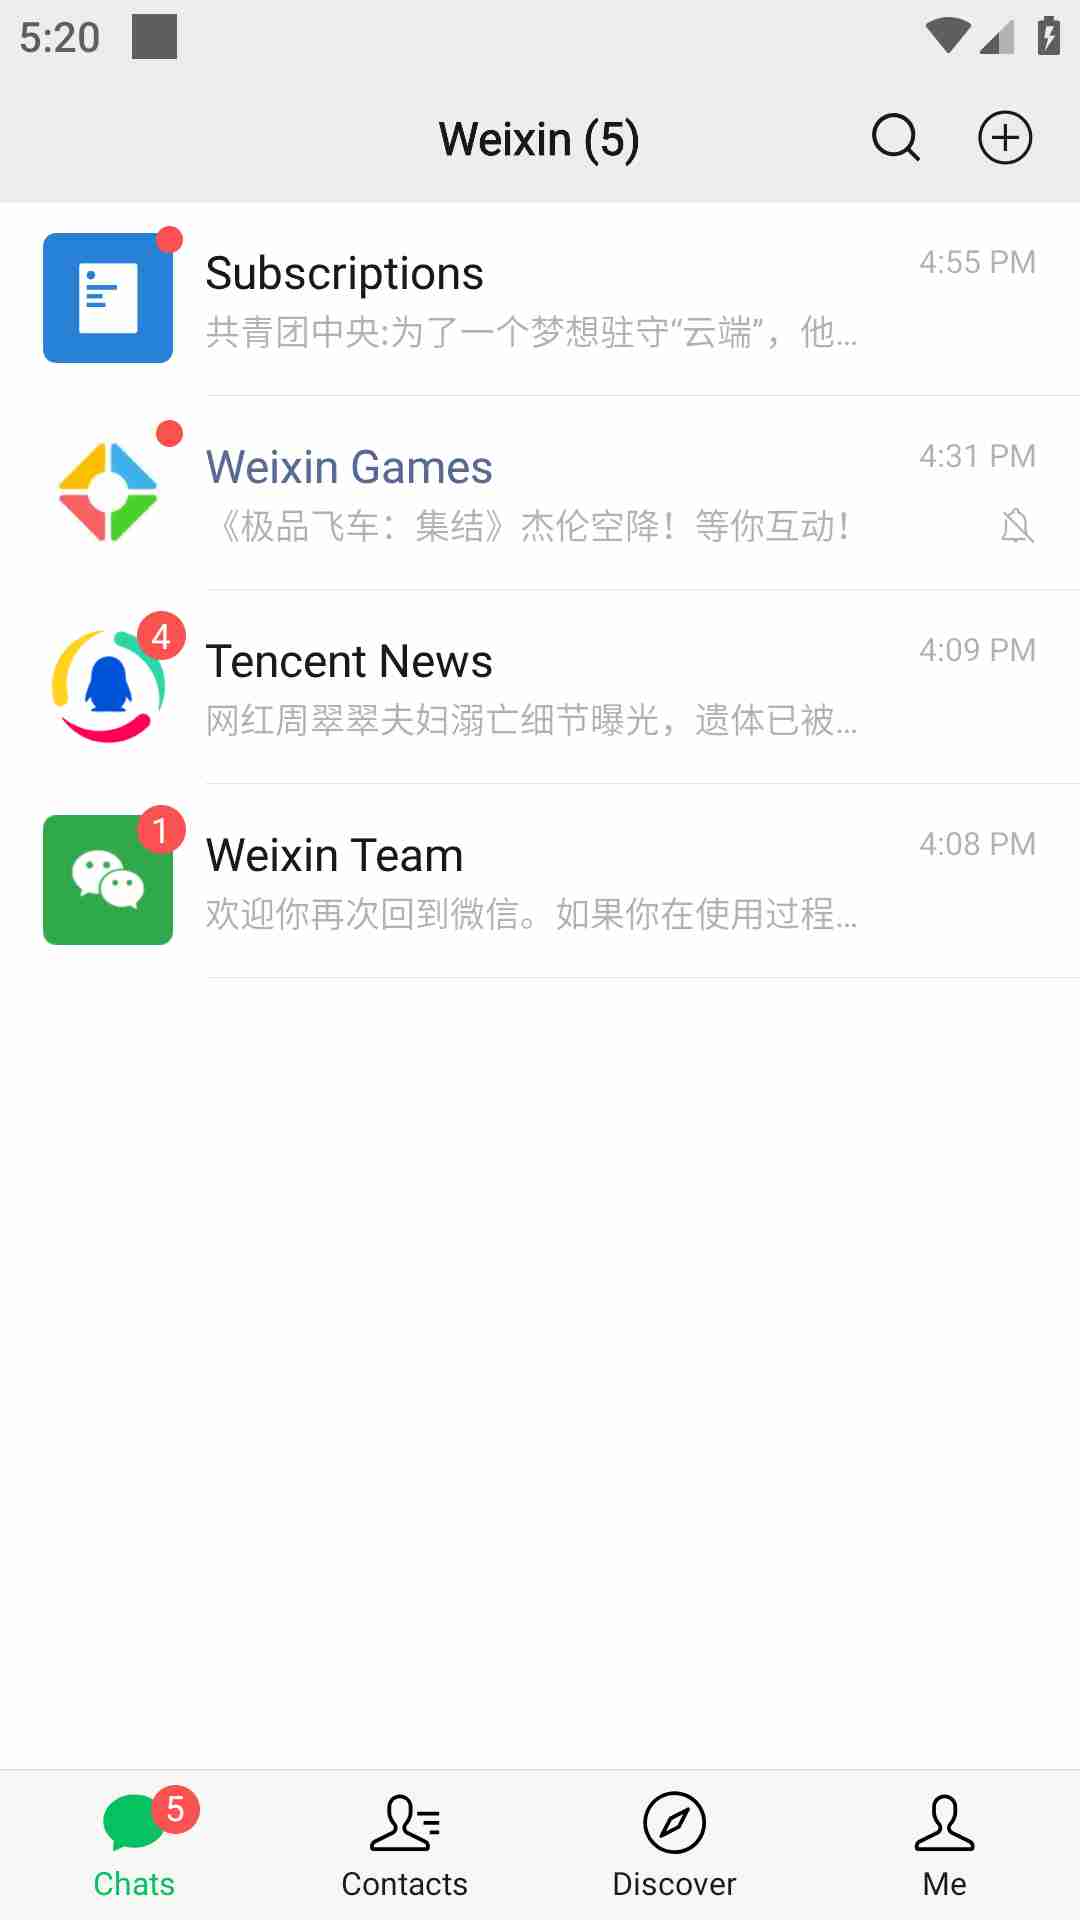 5:20
Weixin (5)
Subscriptions
4:55 PM
共青团中央:为了一个梦想驻守“云端”，他...
Weixin Games
4:31 PM
《极品飞车：集结》杰伦空降！等你互动！
4
Tencent News
4:09 PM
网红周翠翠夫妇溺亡细节曝光，遗体已被...
1
Weixin Team
4:08 PM
欢迎你再次回到微信。如果你在使用过程...
5
Chats
Contacts
Discover
Me